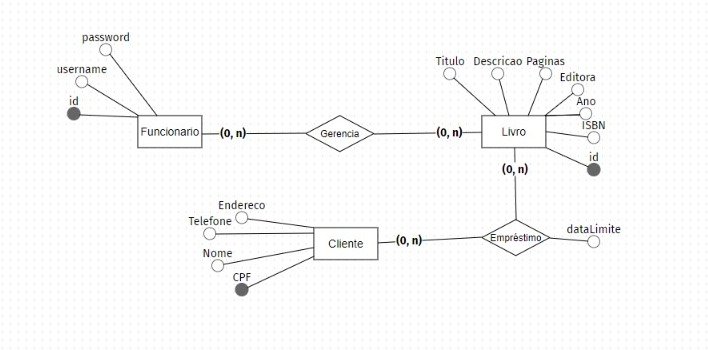 password
username
id
Funcionario
(0, n)
Gerencia
(0, n)
Livro
Titulo
Descricao
Paginas
Editora
Ano
ISBN
id
(0, n)
Empréstimo
dataLimite
(0, n)
Cliente
Endereco
Telefone
Nome
CPF